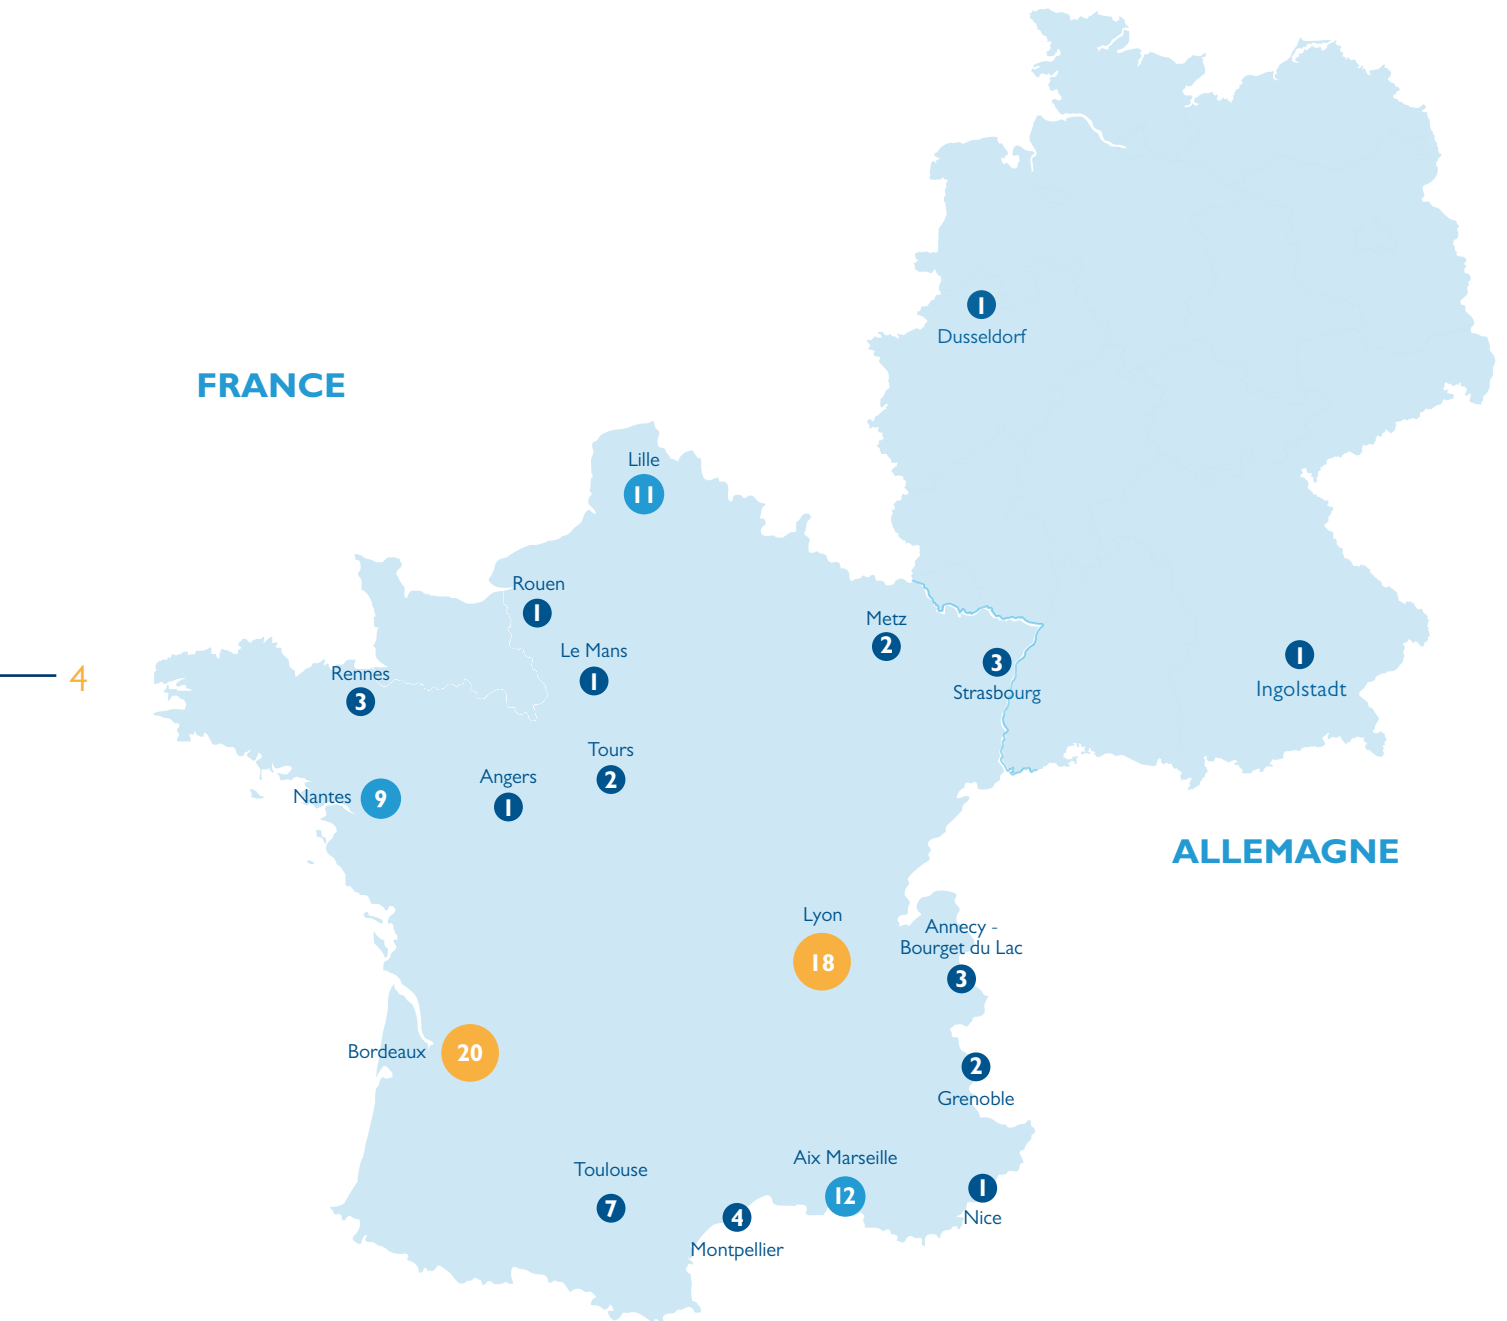 1
Dusseldorf
FRANCE
Lille
11
Rouen
1
Metz
2
Le Mans
1
3
Strasbourg
1
Ingolstadt
4
Rennes
3
Tours
2
Angers
1
Nantes
9
ALLEMAGNE
Lyon
18
Annecy -
Bourget du Lac
3
Bordeaux
20
2
Grenoble
Aix Marseille
12
Toulouse
7
4
Montpellier
1
Nice